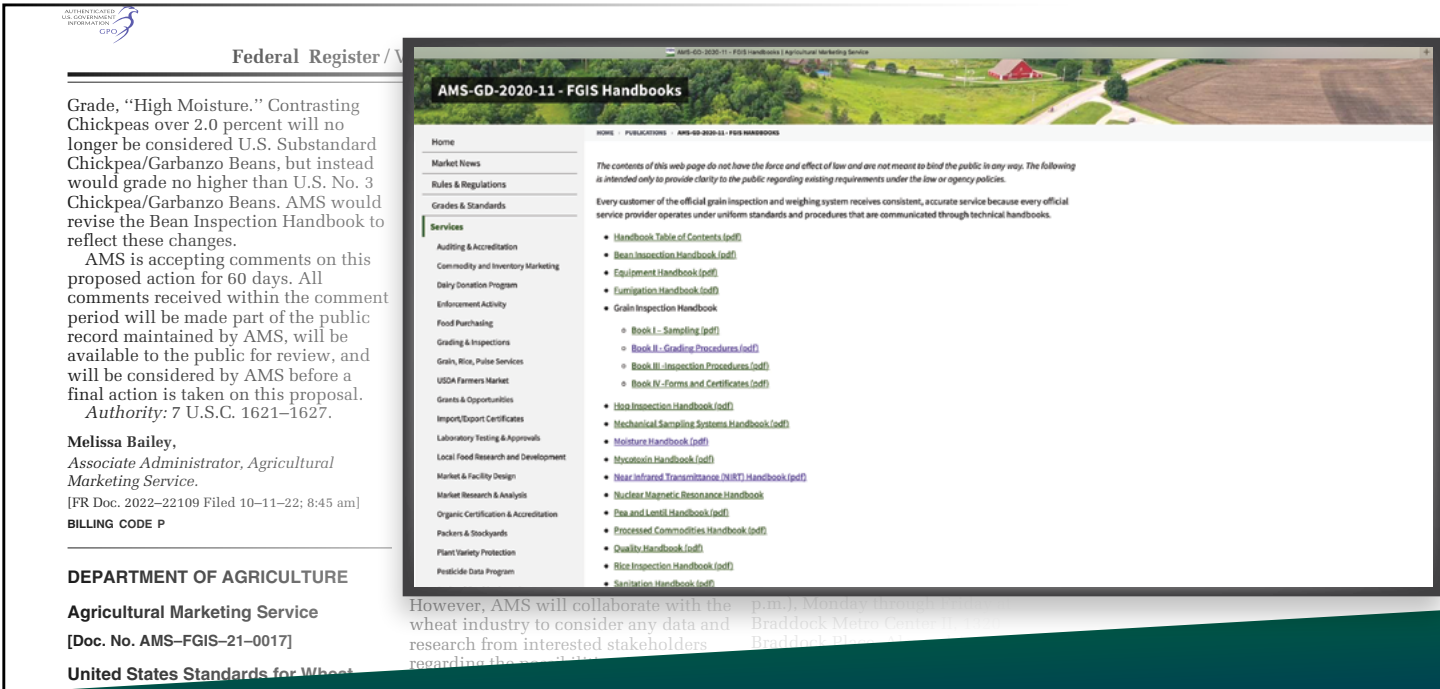 AUTHENTICATED
U.S. GOVERNMENT
INFORMATION
GPO
Federal Register / V
Grade, ‘‘High Moisture.’’ Contrasting
Chickpeas over 2.0 percent will no
longer be considered U.S. Substandard
Chickpea/Garbanzo Beans, but instead
would grade no higher than U.S. No. 3
Chickpea/Garbanzo Beans. AMS would
revise the Bean Inspection Handbook to
reflect these changes.
AMS is accepting comments on this
proposed action for 60 days. All
comments received within the comment
period will be made part of the public
record maintained by AMS, will be
available to the public for review, and
will be considered by AMS before a
final action is taken on this proposal.
Authority: 7 U.S.C. 1621–1627.
Melissa Bailey,
Associate Administrator, Agricultural
Marketing Service.
[FR Doc. 2022–22109 Filed 10–11–22; 8:45 am]
BILLING CODE P
DEPARTMENT OF AGRICULTURE
Agricultural Marketing Service
[Doc. No. AMS–FGIS–21–0017]
United States Standards for Wheat
AMS-GD-2020-11 - FGIS Handbooks | Agricultural Marketing Service
AMS-GD-2020-11 - FGIS Handbooks
Home
Market News
Rules & Regulations
Grades & Standards
Services
Auditing & Accreditation
Commodity and Inventory Marketing
Dairy Donation Program
Enforcement Activity
Food Purchasing
Grading & Inspections
Grain, Rice, Pulse Services
USDA Farmers Market
Grants & Opportunities
Import/Export Certificates
Laboratory Testing & Approvals
Local Food Research and Development
Market & Facility Design
Market Research & Analysis
Organic Certification & Accreditation
Packers & Stockyards
Plant Variety Protection
Pesticide Data Program
HOME › PUBLICATIONS › AMS-GD-2020-11 - FGIS HANDBOOKS
The contents of this web page do not have the force and effect of law and are not meant to bind the public in any way. The following
is intended only to provide clarity to the public regarding existing requirements under the law or agency policies.
Every customer of the official grain inspection and weighing system receives consistent, accurate service because every official
service provider operates under uniform standards and procedures that are communicated through technical handbooks.
Handbook Table of Contents (pdf)
Bean Inspection Handbook (pdf)
Equipment Handbook (pdf)
Fumigation Handbook (pdf)
Grain Inspection Handbook
Book I – Sampling (pdf)
Book II - Grading Procedures (pdf)
Book III -Inspection Procedures (pdf)
Book IV -Forms and Certificates (pdf)
Hop Inspection Handbook (pdf)
Mechanical Sampling Systems Handbook (pdf)
Moisture Handbook (pdf)
Mycotoxin Handbook (pdf)
Near Infrared Transmittance (NIRT) Handbook (pdf)
Nuclear Magnetic Resonance Handbook
Pea and Lentil Handbook (pdf)
Processed Commodities Handbook (pdf)
Quality Handbook (pdf)
Rice Inspection Handbook (pdf)
Sanitation Handbook (pdf)
However, AMS will collaborate with the
wheat industry to consider any data and
research from interested stakeholders
regarding the
p.m.), Monday through
Braddock Metro Center
Braddock